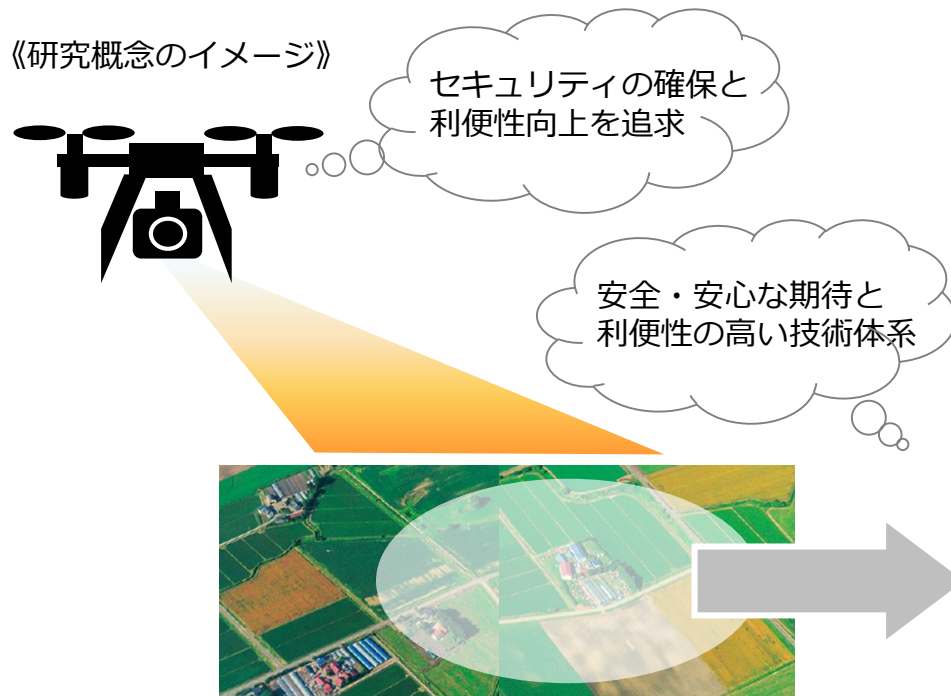 《研究概念のイメージ》
セキュリティの確保と
利便性向上を追求
安全・安心な期待と
利便性の高い技術体系